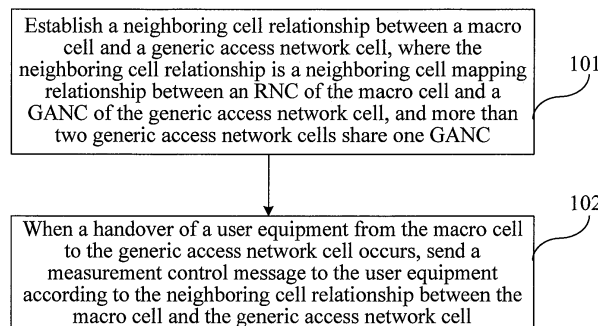 Establish a neighboring cell relationship between a macro
cell and a generic access network cell, where the
neighboring cell relationship is a neighboring cell mapping
relationship between an RNC of the macro cell and a
GANC of the generic access network cell, and more than
two generic access network cells share one GANC
101
When a handover of a user equipment from the macro cell
to the generic access network cell occurs, send a
measurement control message to the user equipment
according to the neighboring cell relationship between the
macro cell and the generic access network cell
102